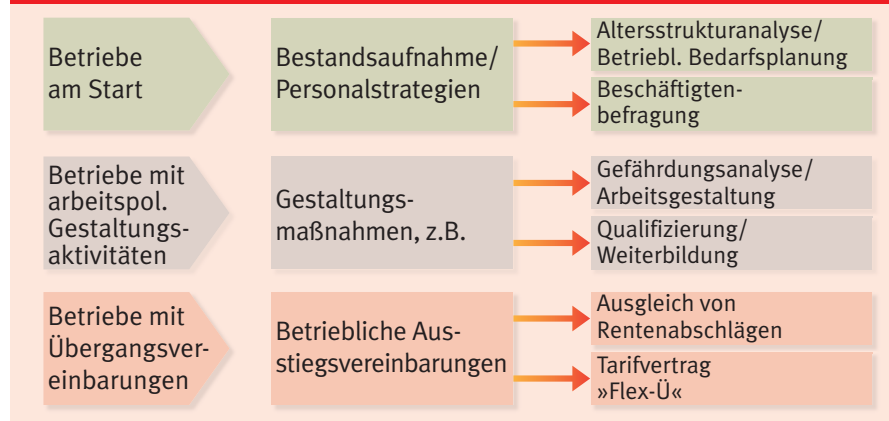 Betriebe
am Start
Bestandsaufnahme/
Personalstrategien
Altersstrukturanalyse/
Betriebl. Bedarfsplanung
Beschäftigten-
befragung
Betriebe mit
arbeitspol.
Gestaltungs-
aktivitäten
Gestaltungs-
maßnahmen, z.B.
Gefährdungsanalyse/
Arbeitsgestaltung
Qualifizierung/
Weiterbildung
Betriebe mit
Übergangsver-
einbarungen
Betriebliche Aus-
stiegsvereinbarungen
Ausgleich von
Rentenabschlägen
Tarifvertrag
»Flex-Ü«